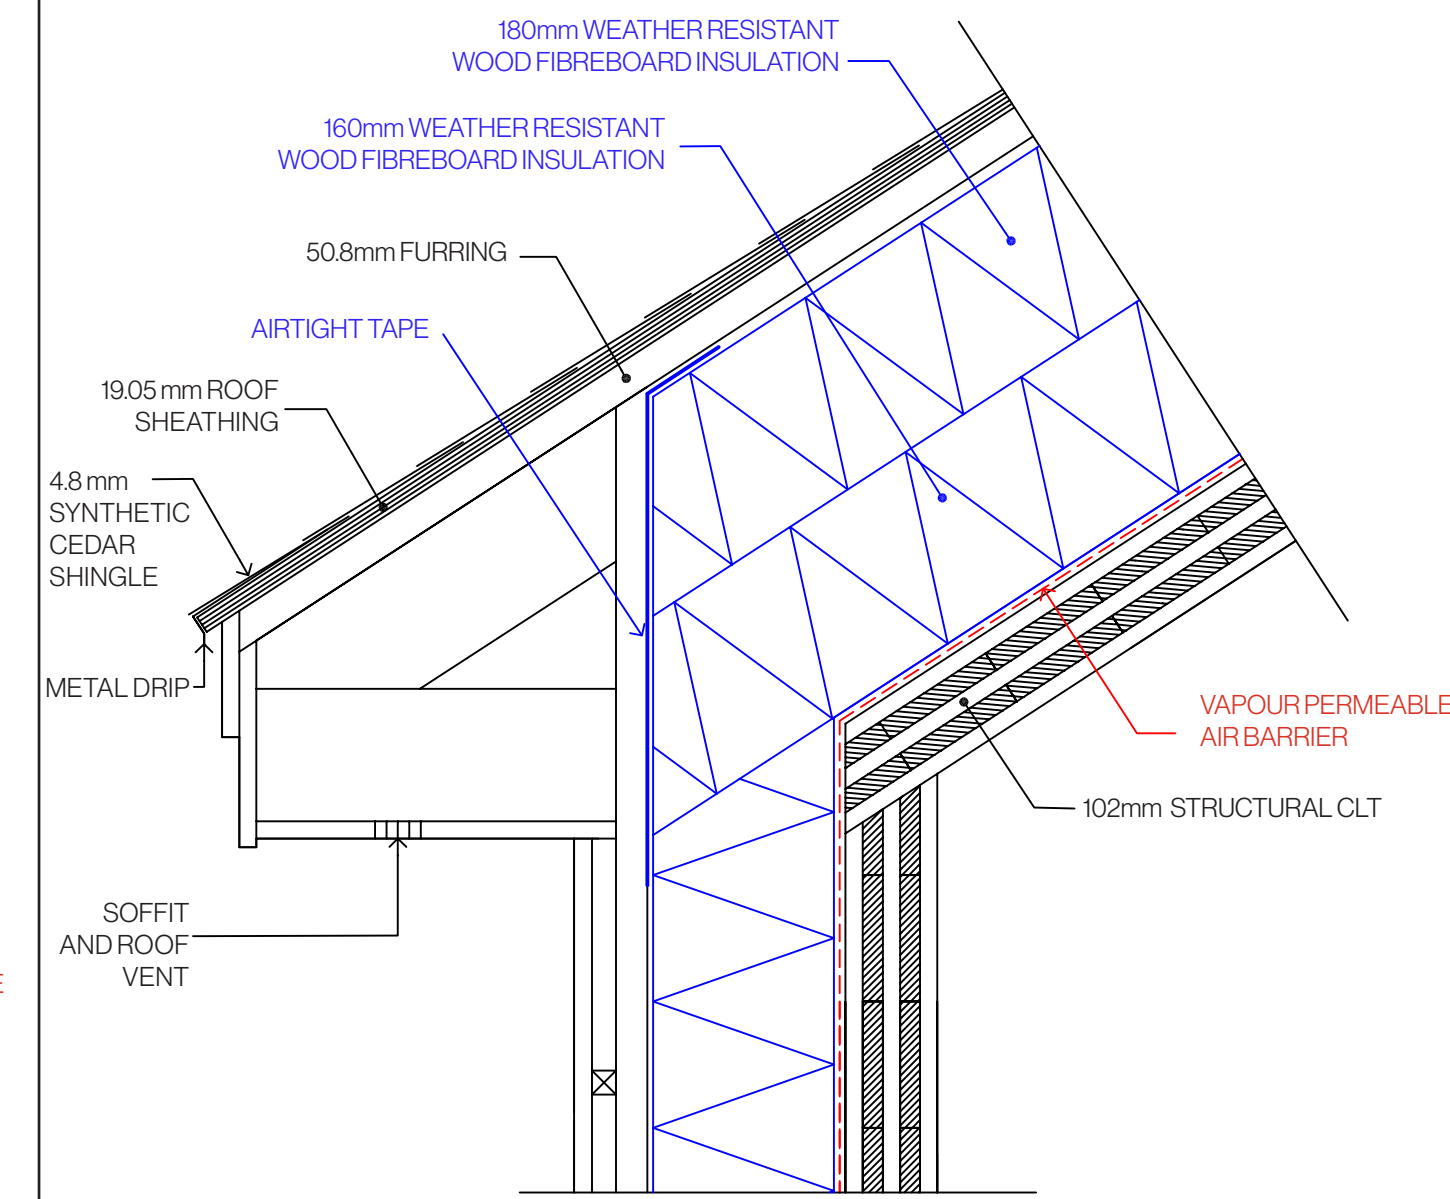 180mm WEATHER RESISTANT
WOOD FIBREBOARD INSULATION
160mm WEATHER RESISTANT
WOOD FIBREBOARD INSULATION
50.8mm FURRING
AIRTIGHT TAPE
19.05 mm ROOF
SHEATHING
4.8 mm
SYNTHETIC
CEDAR
SHINGLE
METAL DRIP
VAPOUR PERMEABLE
AIR BARRIER
102mm STRUCTURAL CLT
SOFFIT
AND ROOF
VENT